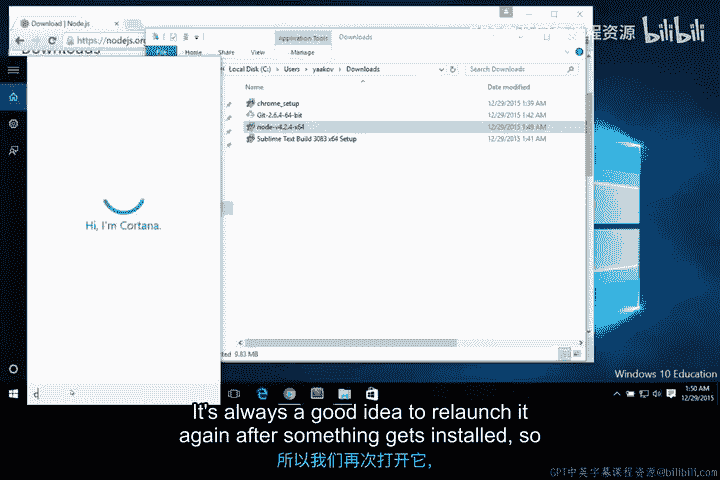 Download | Node.js
https://nodejs.or
Downloads
Application Tools
Downloads
File
Home
Share
View
Manage
程资源
bilibili
Local Disk (C:)
Users
yaakov
Downloads
Search Downloads
Name
Date modified
chrome_setup
12/29/2015 1:39 AM
Git-2.6.4-64-bit
12/29/2015 1:42 AM
node-v4.2.4-x64
12/29/2015 1:48 AM
Sublime Text Build 3083 x64 Setup
12/29/2015 1:41 AM
Hi, I'm Cortana.
cted 9.83 MB
Windows 10 Education
1:50 AM
12/29/2015
It's always a good idea to relaunch it
again after something gets installed, so
所以我们再次打开它,
GPT中英字幕课程资源@bilibili.com